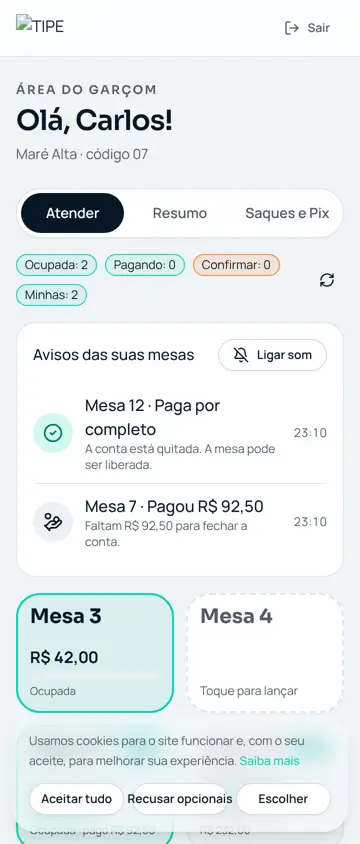 TIPE
Sair
ÁREA DO GARÇOM
Olá, Carlos!
Maré Alta · código 07
Atender
Resumo
Saques e Pix
Ocupada: 2
Pagando: 0
Confirmar: 0
Minhas: 2
Avisos das suas mesas
Ligar som
Mesa 12 · Paga por
completo
A conta está quitada. A mesa pode
ser liberada.
23:10
Mesa 7 · Pagou R$ 92,50
Faltam R$ 92,50 para fechar a
conta.
23:10
Mesa 3
R$ 42,00
Ocupada
Mesa 4
Toque para lançar
Usamos cookies para o site funcionar e, com o seu
aceite, para melhorar sua experiência. Saiba mais
Aceitar tudo
Recusar opcionais
Escolher
Ocupada · pago R$ 92,50